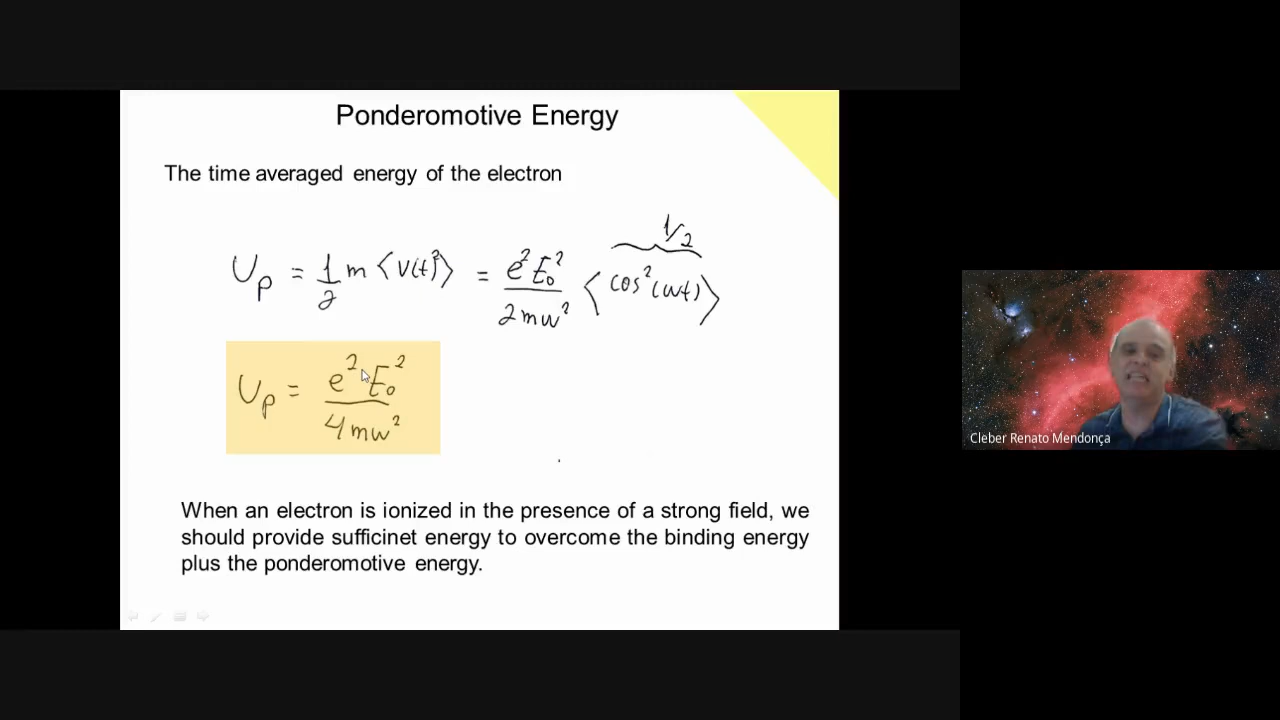 Ponderomotive Energy
The time averaged energy of the electron
1/2
Up = 1/2 m ⟨v(t)²⟩ = e²E₀²/2mω² ⟨cos²(ωt)⟩
Up = e²E₀²/4mω²
When an electron is ionized in the presence of a strong field, we
should provide sufficinet energy to overcome the binding energy
plus the ponderomotive energy.
Cleber Renato Mendonça